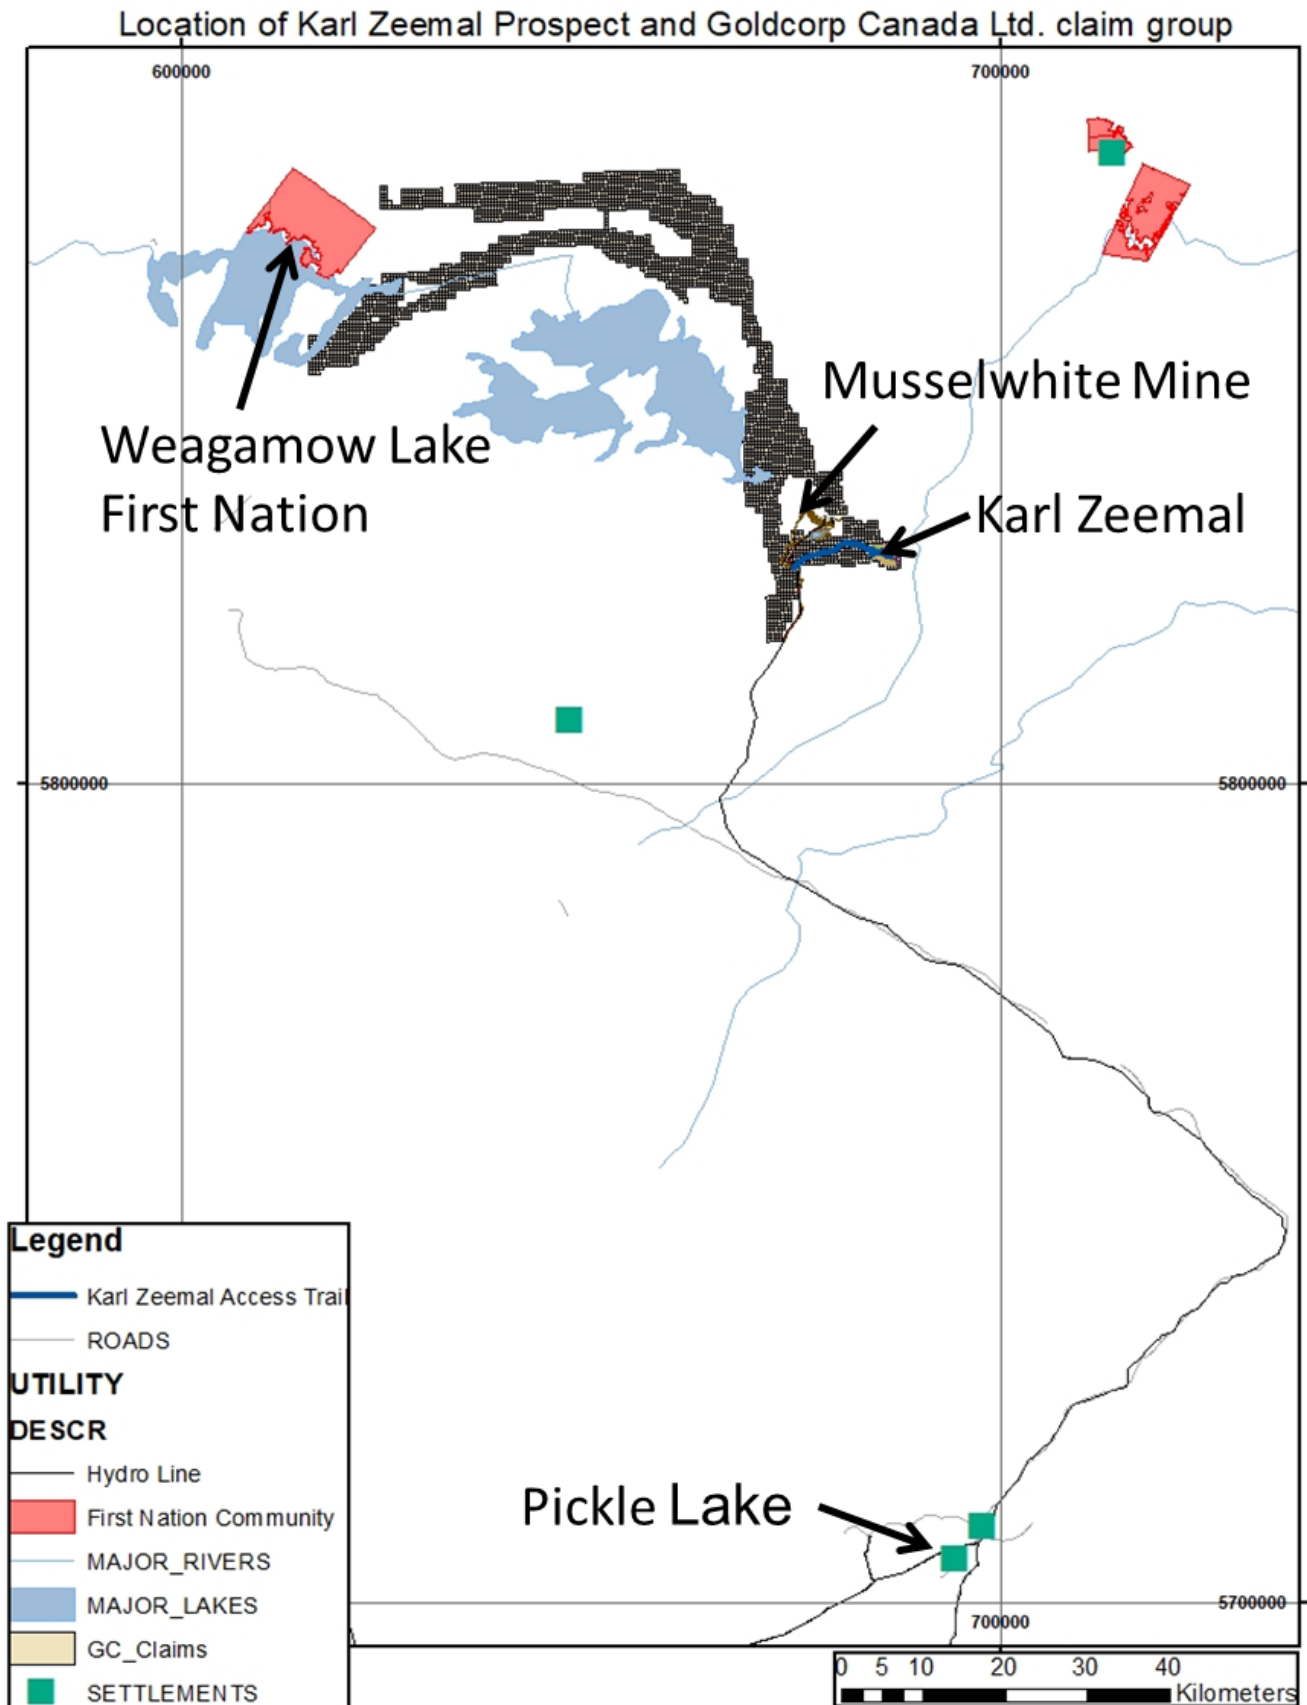 Location of Karl Zeemal Prospect and Goldcorp Canada Ltd. claim group
600000
700000
Musselwhite Mine
Weagamow Lake
First Nation
Karl Zeemal
5800000
5800000
Legend
Karl Zeemal Access Trail
ROADS
UTILITY
DESCR
Hydro Line
First Nation Community
MAJOR_RIVERS
MAJOR_LAKES
GC_Claims
SETTLEMENTS
Pickle Lake
5700000
700000
0 5 10 20 30 40
Kilometers